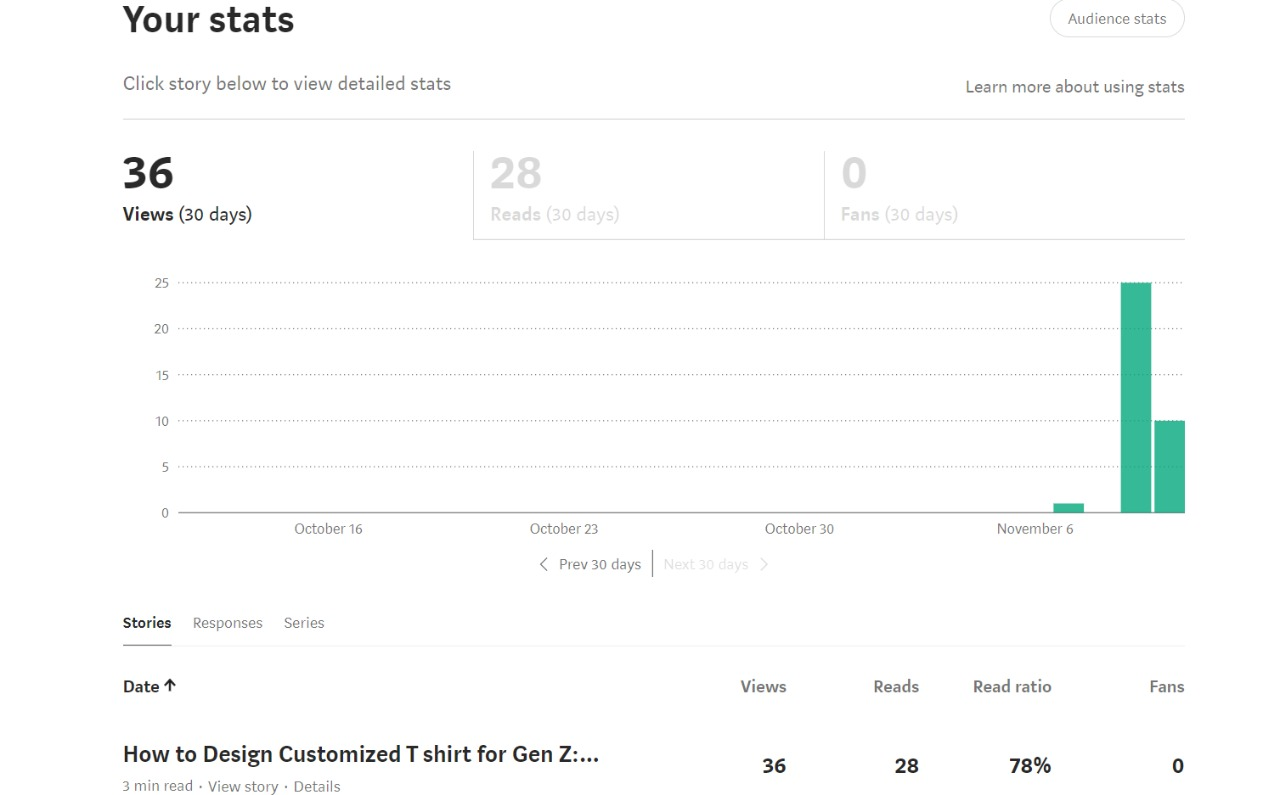 Your stats
Audience stats
Click story below to view detailed stats
Learn more about using stats
36
Views (30 days)
28
Reads (30 days)
0
Fans (30 days)
25
20
15
10
5
0
October 16
October 23
October 30
November 6
Prev 30 days
Next 30 days
Stories Responses Series
Date ↑ Views Reads Read ratio Fans
How to Design Customized T shirt for Gen Z:... 36 28 78% 0
3 min read · View story · Details